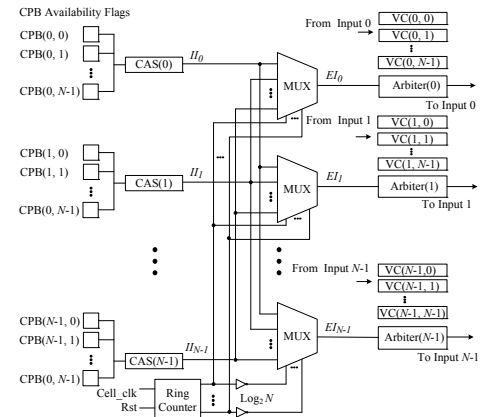 CPB Availability Flags
CPB(0, 0)
CPB(0, 1)
CPB(0, N-1)
CAS(0)
II0
MUX
EI0
From Input 0
VC(0, 0)
VC(0, 1)
VC(0, N-1)
Arbiter(0)
To Input 0
CPB(1, 0)
CPB(1, 1)
CPB(0, N-1)
CAS(1)
II1
MUX
EI1
From Input 1
VC(1, 0)
VC(1, 1)
VC(1, N-1)
Arbiter(1)
To Input 1
CPB(N-1, 0)
CPB(N-1, 1)
CPB(0, N-1)
CAS(N-1)
IIN-1
MUX
EIN-1
From Input N-1
VC(N-1,0)
VC(N-1, 1)
VC(N-1, N-1)
Arbiter(N-1)
To Input N-1
Cell_clk
Rst
Ring
Counter
Log2 N